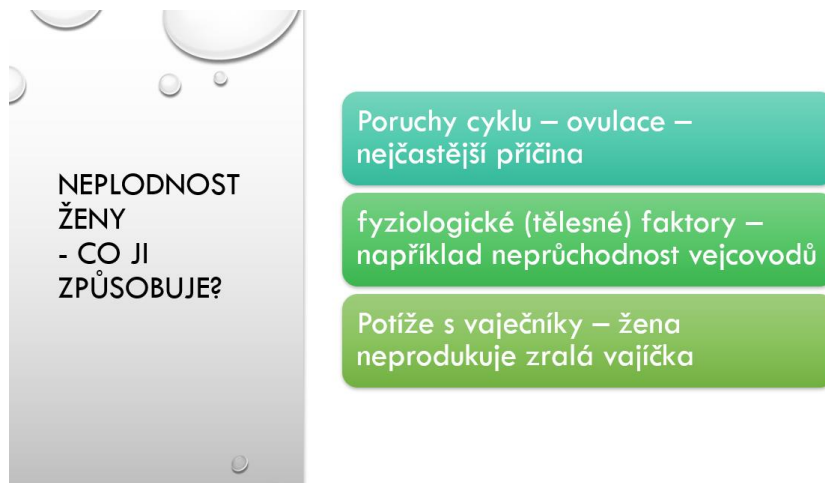 NEPLODNOST
ŽENY
- CO JI
ZPŮSOBUJE?
Poruchy cyklu – ovulace –
nejčastější příčina
fyziologické (tělesné) faktory –
například neprůchodnost vejcovodů
Potíže s vaječníky – žena
neprodukuje zralá vajíčka